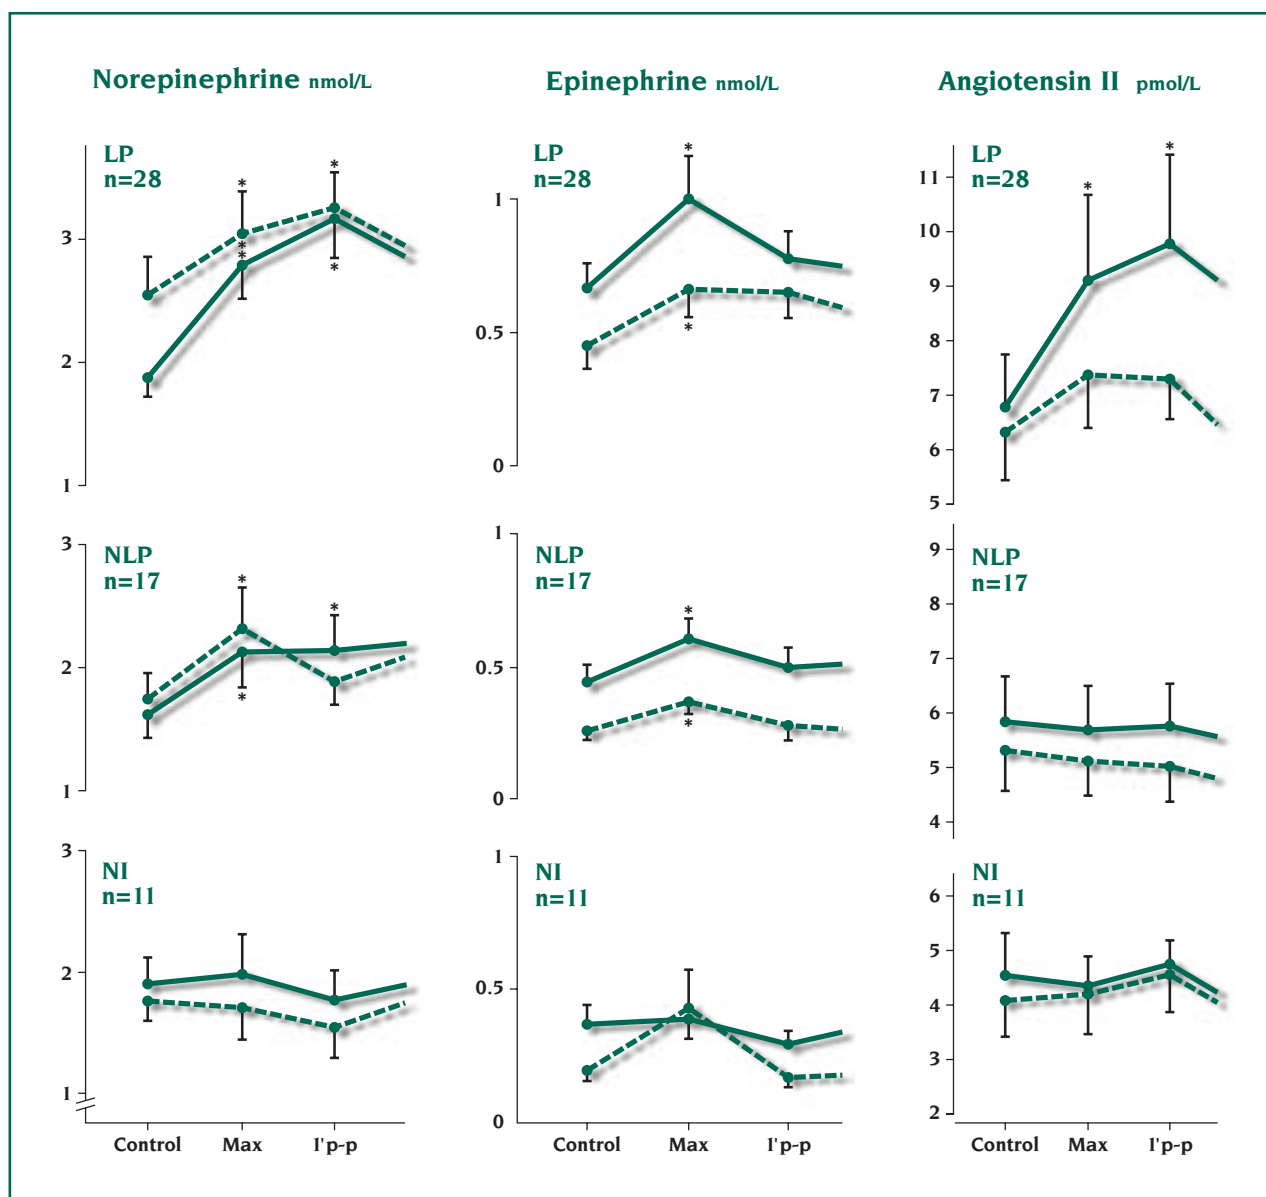 Norepinephrine nmol/L
Epinephrine nmol/L
Angiotensin II pmol/L
LP
n=28
3
2
1
*
*
*
*
*
LP
n=28
1
0.5
0
*
*
LP
n=28
11
10
9
8
7
6
5
*
*
NLP
n=17
3
2
1
*
*
*
NLP
n=17
1
0.5
0
*
*
NLP
n=17
9
8
7
6
5
4
NI
n=11
3
2
1
NI
n=11
1
0.5
0
NI
n=11
6
5
4
3
2
Control Max 1'p-p
Control Max 1'p-p
Control Max 1'p-p